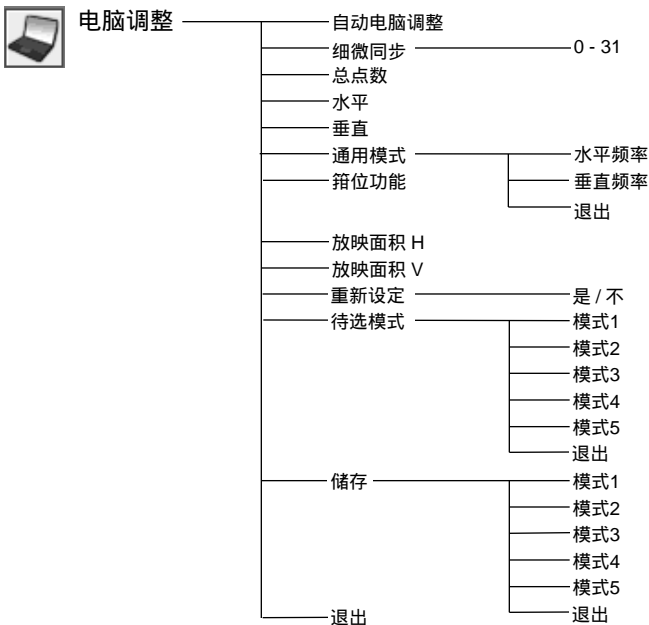 电脑调整
自动电脑调整
细微同步
0 - 31
总点数
水平
垂直
通用模式
水平频率
箝位功能
垂直频率
退出
放映面积 H
放映面积 V
重新设定
是 / 不
待选模式
模式1
模式2
模式3
模式4
模式5
退出
储存
模式1
模式2
模式3
模式4
模式5
退出
退出